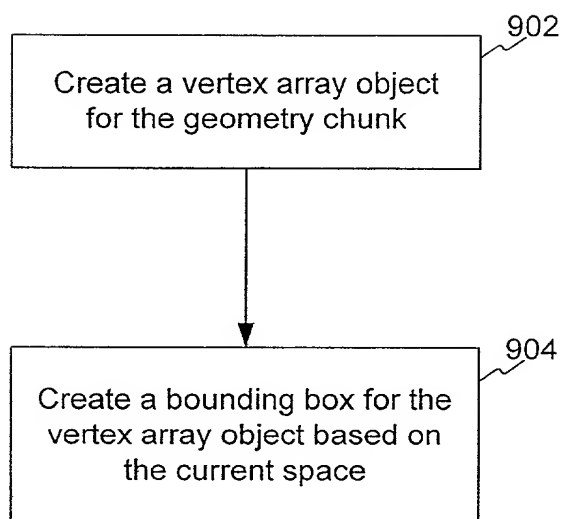 902
Create a vertex array object
for the geometry chunk
904
Create a bounding box for the
vertex array object based on
the current space